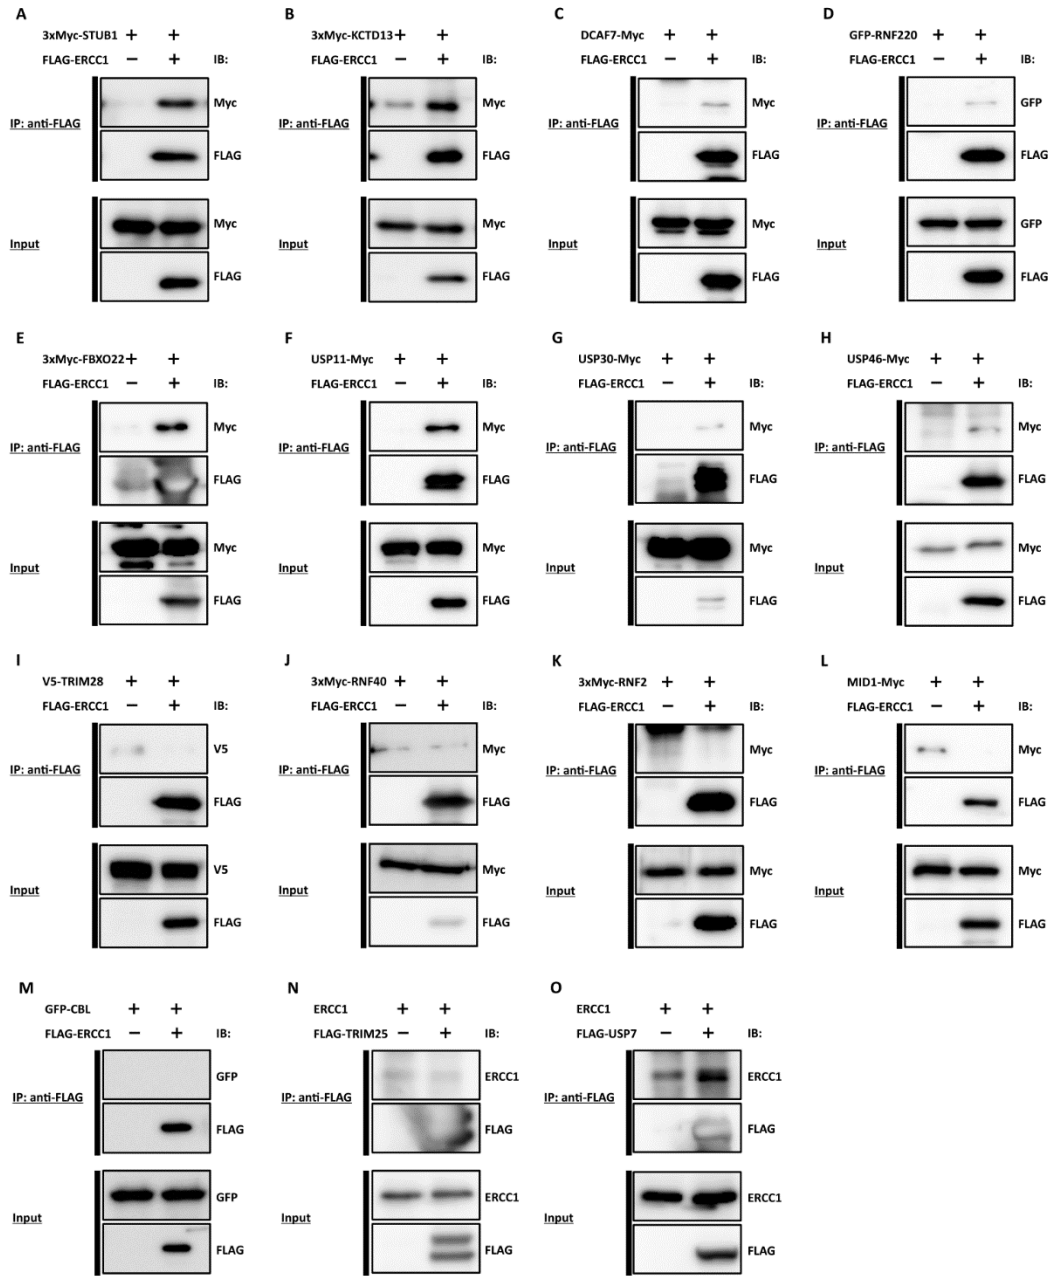 A
3xMyc-STUB1 + +
FLAG-ERCC1 − + IB:
IP: anti-FLAG
Myc
FLAG
Input
Myc
FLAG
B
3xMyc-KCTD13 + +
FLAG-ERCC1 − + IB:
IP: anti-FLAG
Myc
FLAG
Input
Myc
FLAG
C
DCAF7-Myc + +
FLAG-ERCC1 − + IB:
IP: anti-FLAG
Myc
FLAG
Input
Myc
FLAG
D
GFP-RNF220 + +
FLAG-ERCC1 − + IB:
IP: anti-FLAG
GFP
FLAG
Input
GFP
FLAG
E
3xMyc-FBXO22 + +
FLAG-ERCC1 − + IB:
IP: anti-FLAG
Myc
FLAG
Input
Myc
FLAG
F
USP11-Myc + +
FLAG-ERCC1 − + IB:
IP: anti-FLAG
Myc
FLAG
Input
Myc
FLAG
G
USP30-Myc + +
FLAG-ERCC1 − + IB:
IP: anti-FLAG
Myc
FLAG
Input
Myc
FLAG
H
USP46-Myc + +
FLAG-ERCC1 − + IB:
IP: anti-FLAG
Myc
FLAG
Input
Myc
FLAG
I
V5-TRIM28 + +
FLAG-ERCC1 − + IB:
IP: anti-FLAG
V5
FLAG
Input
V5
FLAG
J
3xMyc-RNF40 + +
FLAG-ERCC1 − + IB:
IP: anti-FLAG
Myc
FLAG
Input
Myc
FLAG
K
3xMyc-RNF2 + +
FLAG-ERCC1 − + IB:
IP: anti-FLAG
Myc
FLAG
Input
Myc
FLAG
L
MID1-Myc + +
FLAG-ERCC1 − + IB:
IP: anti-FLAG
Myc
FLAG
Input
Myc
FLAG
M
GFP-CBL + +
FLAG-ERCC1 − + IB:
IP: anti-FLAG
GFP
FLAG
Input
GFP
FLAG
N
ERCC1 + +
FLAG-TRIM25 − + IB:
IP: anti-FLAG
ERCC1
FLAG
Input
ERCC1
FLAG
O
ERCC1 + +
FLAG-USP7 − + IB:
IP: anti-FLAG
ERCC1
FLAG
Input
ERCC1
FLAG